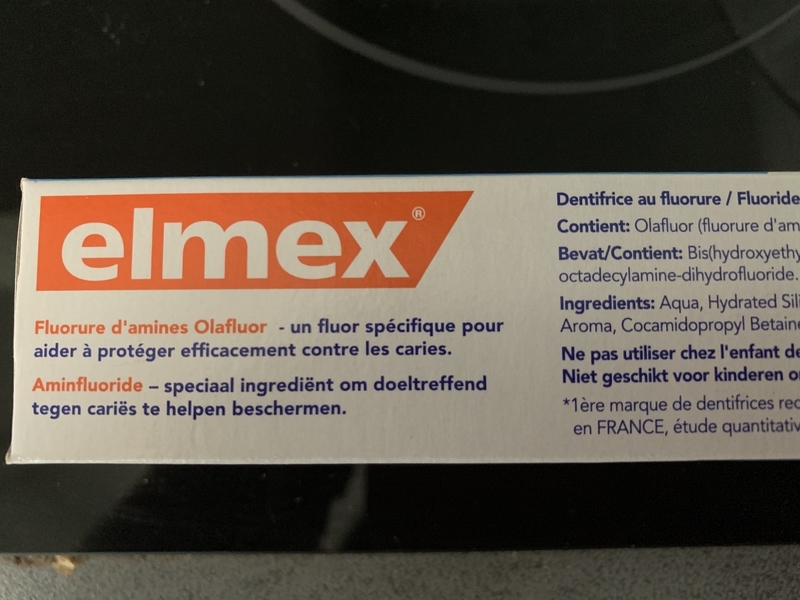 elmex®
Fluorure d'amines Olafluor - un fluor spécifique pour
aider à protéger efficacement contre les caries.
Aminfluoride – speciaal ingrediënt om doeltreffend
tegen cariës te helpen beschermen.
Dentifrice au fluorure / Fluoride
Contient: Olafluor (fluorure d'am
Bevat/Contient: Bis(hydroxyethy
octadecylamine-dihydrofluoride.
Ingredients: Aqua, Hydrated Sili
Aroma, Cocamidopropyl Betaine
Ne pas utiliser chez l'enfant de
Niet geschikt voor kinderen
*1ère marque de dentifrices rec
en FRANCE, étude quantitativ